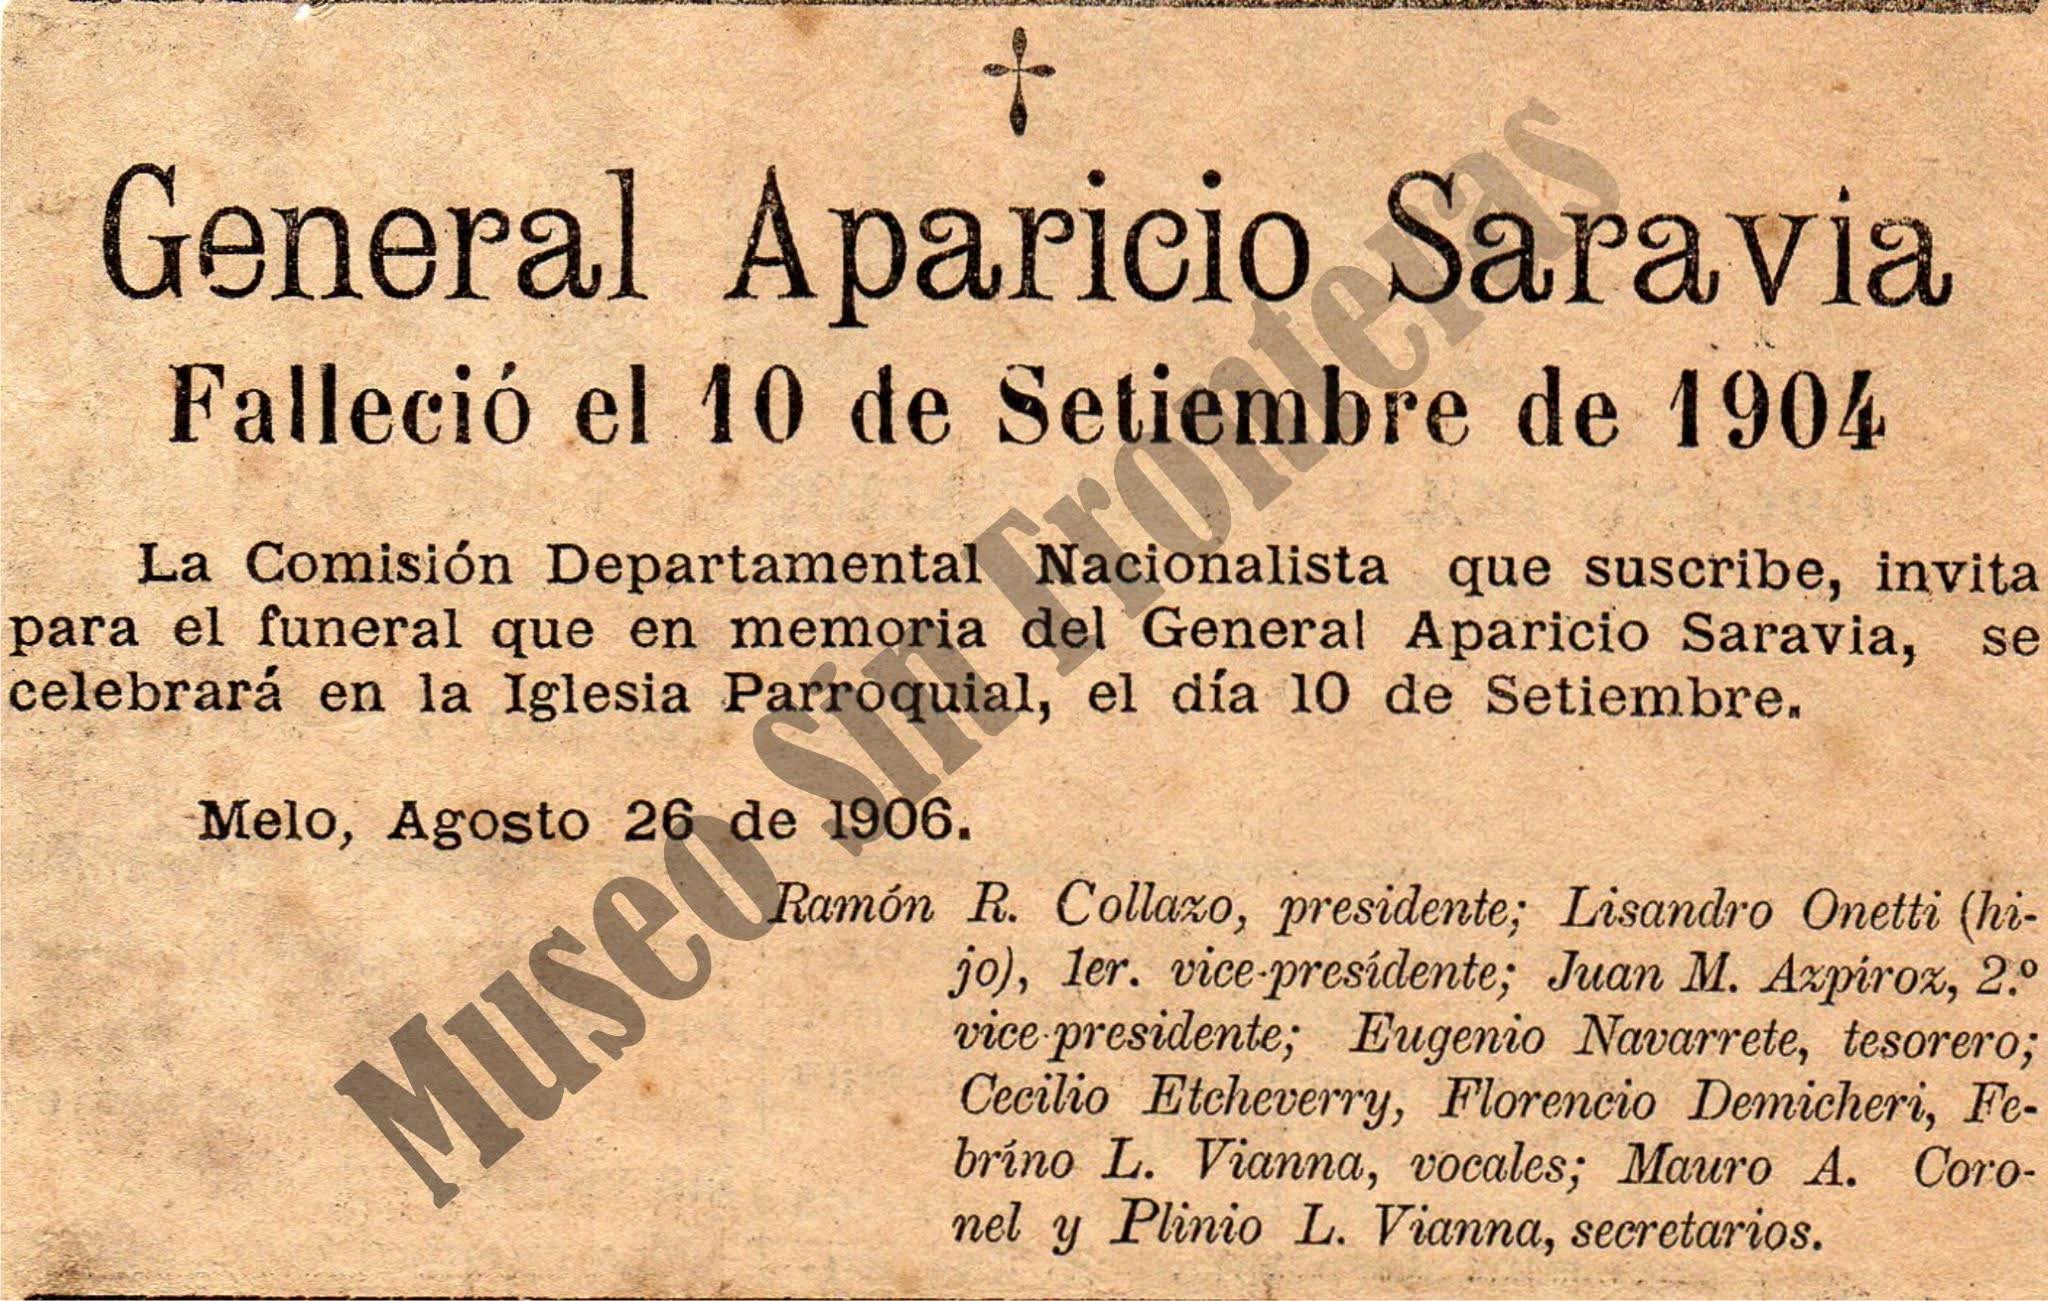 General Aparicio Saravia
Falleció el 10 de Setiembre de 1904
La Comisión Departamental Nacionalista que suscribe, invita
para el funeral que en memoria del General Aparicio Saravia, se
celebrará en la Iglesia Parroquial, el día 10 de Setiembre.
Melo, Agosto 26 de 1906.
Ramón R. Collazo, presidente; Lisandro Onetti (hi-
jo), 1er. vice-presidente; Juan M. Azpiroz, 2.º
vice-presidente; Eugenio Navarrete, tesorero;
Cecilio Etcheverry, Florencio Demicheri, Fe-
bríno L. Vianna, vocales; Mauro A. Coro-
nel y Plinio L. Vianna, secretarios.
Museo sin Fronteras